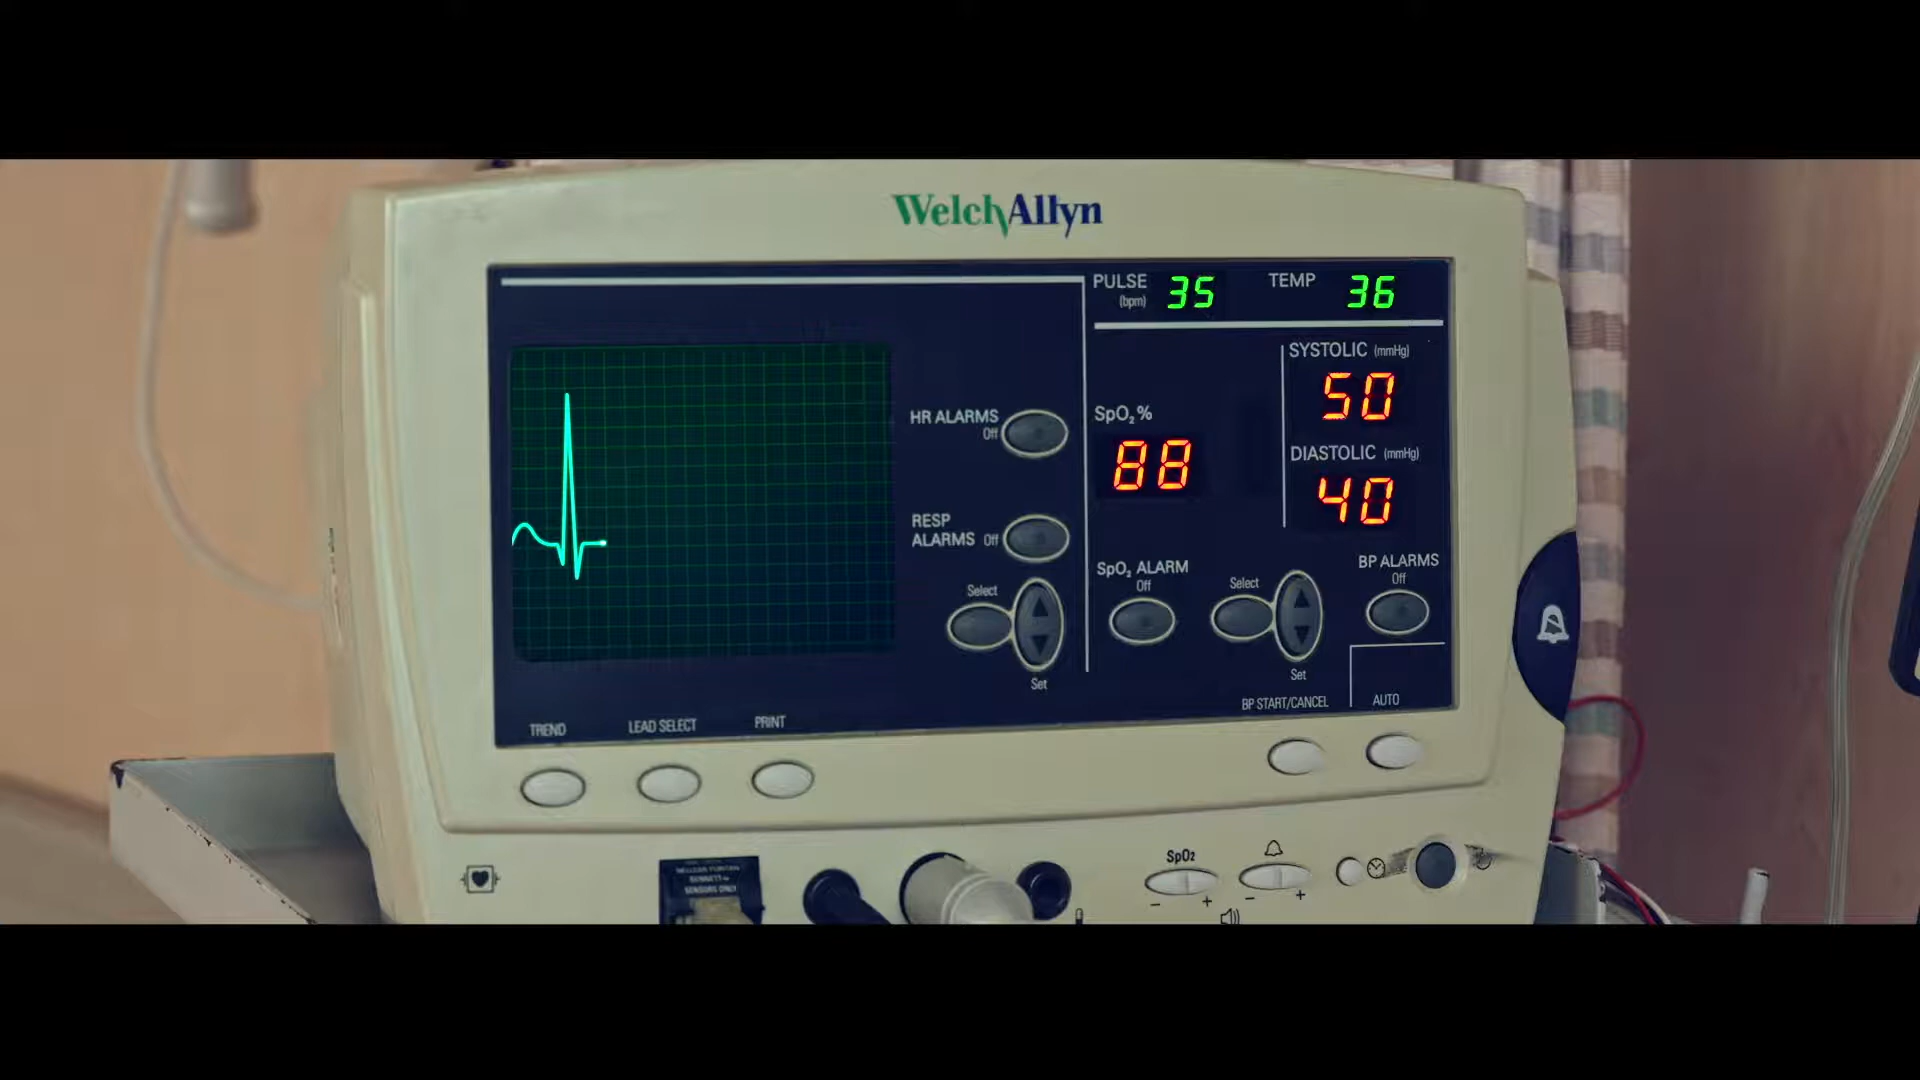 WelchAllyn
PULSE
(bpm)
35
TEMP
36
SYSTOLIC (mmHg)
50
HR ALARMS
Off
SpO₂ %
88
DIASTOLIC (mmHg)
40
RESP
ALARMS Off
Select
Set
SpO₂ ALARM
Off
Select
Set
BP ALARMS
Off
TREND
LEAD SELECT
PRINT
BP START/CANCEL
AUTO
SENSORS ONLY
SpO₂
- +
- +